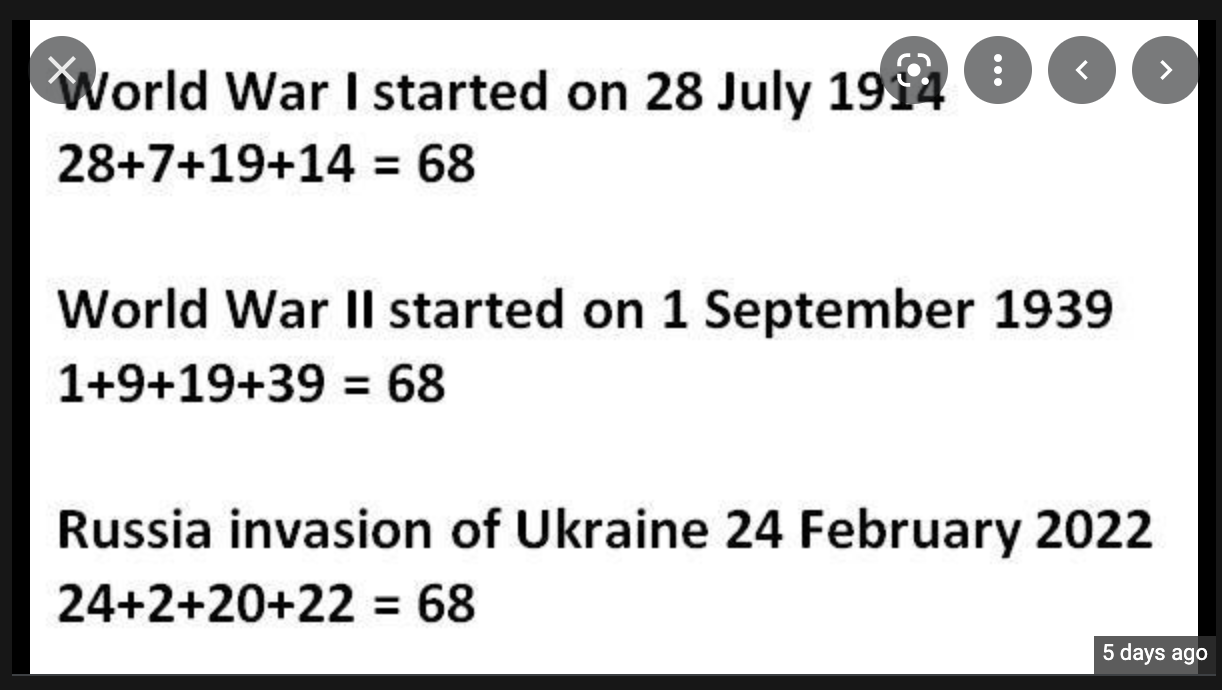 World War I started on 28 July 1914
28+7+19+14 = 68
World War II started on 1 September 1939
1+9+19+39 = 68
Russia invasion of Ukraine 24 February 2022
24+2+20+22 = 68
5 days ago